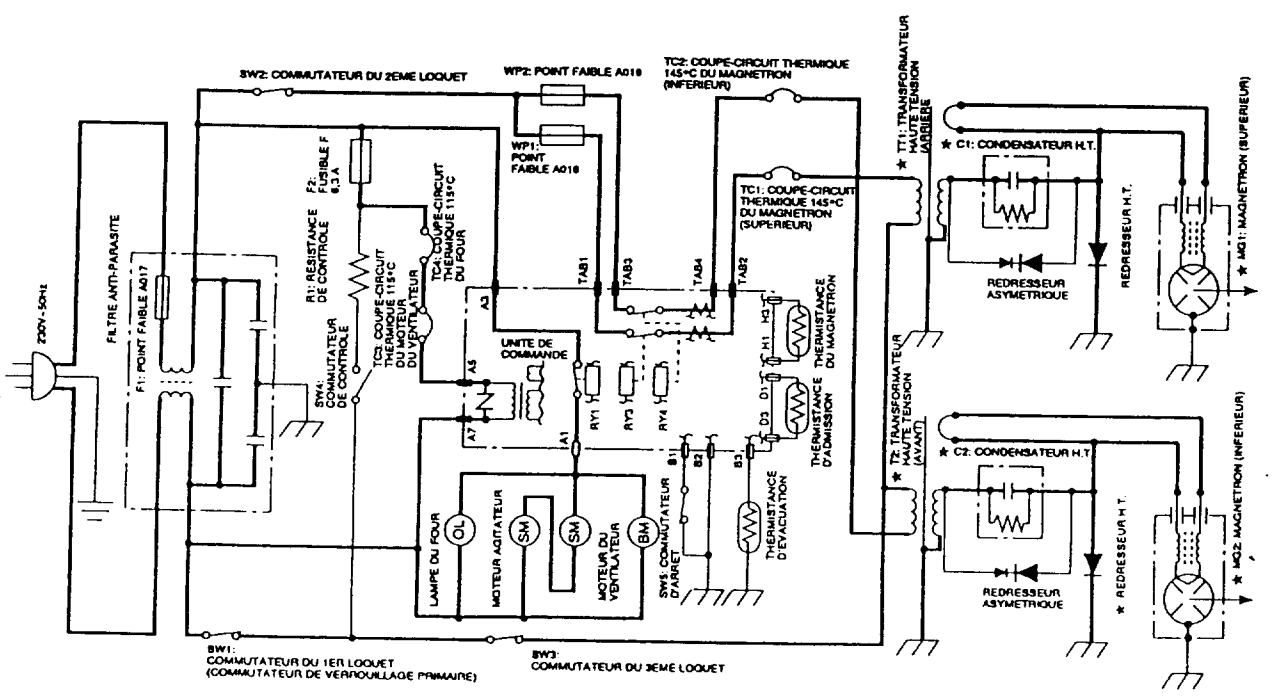 230V~50Hz
FILTRE ANTI-PARASITE
F1: POINT FAIBLE A017
SW2: COMMUTATEUR DU 2EME LOQUET
WP2: POINT FAIBLE A018
WP1:
POINT
FAIBLE A018
TC2: COUPE-CIRCUIT THERMIQUE
145°C DU MAGNETRON
(INFERIEUR)
TC1: COUPE-CIRCUIT
THERMIQUE 145°C
DU MAGNETRON
(SUPERIEUR)
F2:
FUSIBLE F
6,3 A
R1: RESISTANCE
DE CONTROLE
SW4:
COMMUTATEUR
DE CONTROLE
TC3: COUPE-CIRCUIT
THERMIQUE 115°C
DU MOTEUR
DU VENTILATEUR
TC4: COUPE-CIRCUIT
THERMIQUE 115°C
DU FOUR
A3
TAB1
TAB3
TAB4
TAB2
A5
A7
A1
UNITE DE
COMMANDE
RY1
RY3
RY4
H1
H3
THERMISTANCE
DU MAGNETRON
D3
D1
THERMISTANCE
D'ADMISSION
B1
B2
B3
SW5: COMMUTATEUR
D'ARRET
THERMISTANCE
D'EVACUATION
LAMPE DU FOUR
OL
MOTEUR AGITATEUR
SM
SM
MOTEUR DU
VENTILATEUR
BM
SW1:
COMMUTATEUR DU 1ER LOQUET
(COMMUTATEUR DE VERROUILLAGE PRIMAIRE)
SW3:
COMMUTATEUR DU 3EME LOQUET
★ TT1: TRANSFORMATEUR
HAUTE TENSION
(ARRIERE
★ C1: CONDENSATEUR H.T.
REDRESSEUR
ASYMETRIQUE
REDRESSEUR H.T.
★ MG1: MAGNETRON (SUPERIEUR)
★ T2: TRANSFORMATEUR
HAUTE TENSION
(AVANT)
★ C2: CONDENSATEUR H.T.
REDRESSEUR
ASYMETRIQUE
★ REDRESSEUR H.T.
★ MG2: MAGNETRON (INFERIEUR)